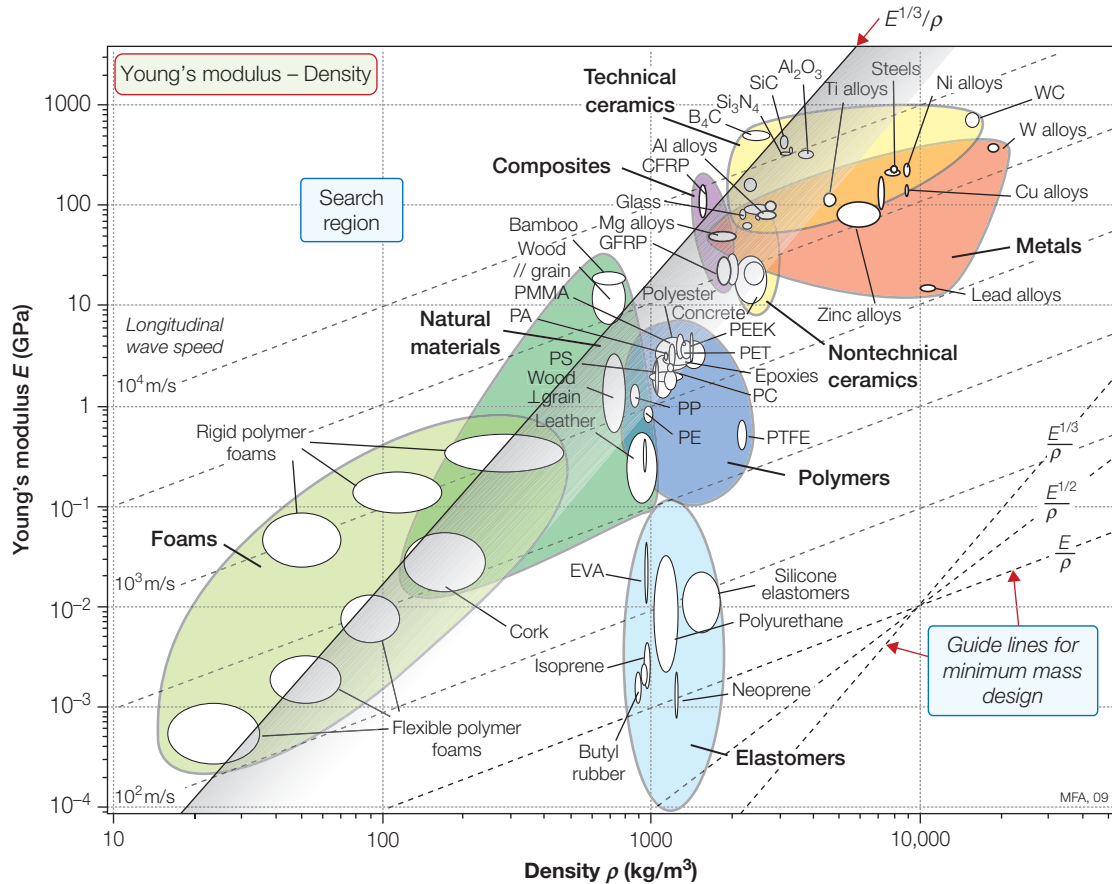 E^{1/3}/ρ
Young's modulus – Density
Technical
ceramics
Al₂O₃
SiC
Si₃N₄
B₄C
Steels
Ti alloys
Ni alloys
WC
W alloys
1000
Al alloys
CFRP
Composites
Search
region
Glass
Cu alloys
100
Bamboo
Mg alloys
GFRP
Metals
Wood
// grain
PMMA
Polyester
Concrete
Lead alloys
Zinc alloys
10
PA
PEEK
Longitudinal
wave speed
Natural
materials
PET
Nontechnical
ceramics
PS
Epoxies
10⁴ m/s
Wood
⊥grain
PC
1
PP
Leather
PE
PTFE
Rigid polymer
foams
E^{1/3}
ρ
Polymers
E^{1/2}
ρ
10⁻¹
Foams
E
ρ
10³ m/s
EVA
Silicone
elastomers
10⁻²
Cork
Polyurethane
Guide lines for
minimum mass
design
Isoprene
Neoprene
10⁻³
Flexible polymer
foams
Butyl
rubber
Elastomers
10² m/s
MFA, 09
10⁻⁴
10
100
1000
10,000
Density ρ (kg/m³)
Young's modulus E (GPa)